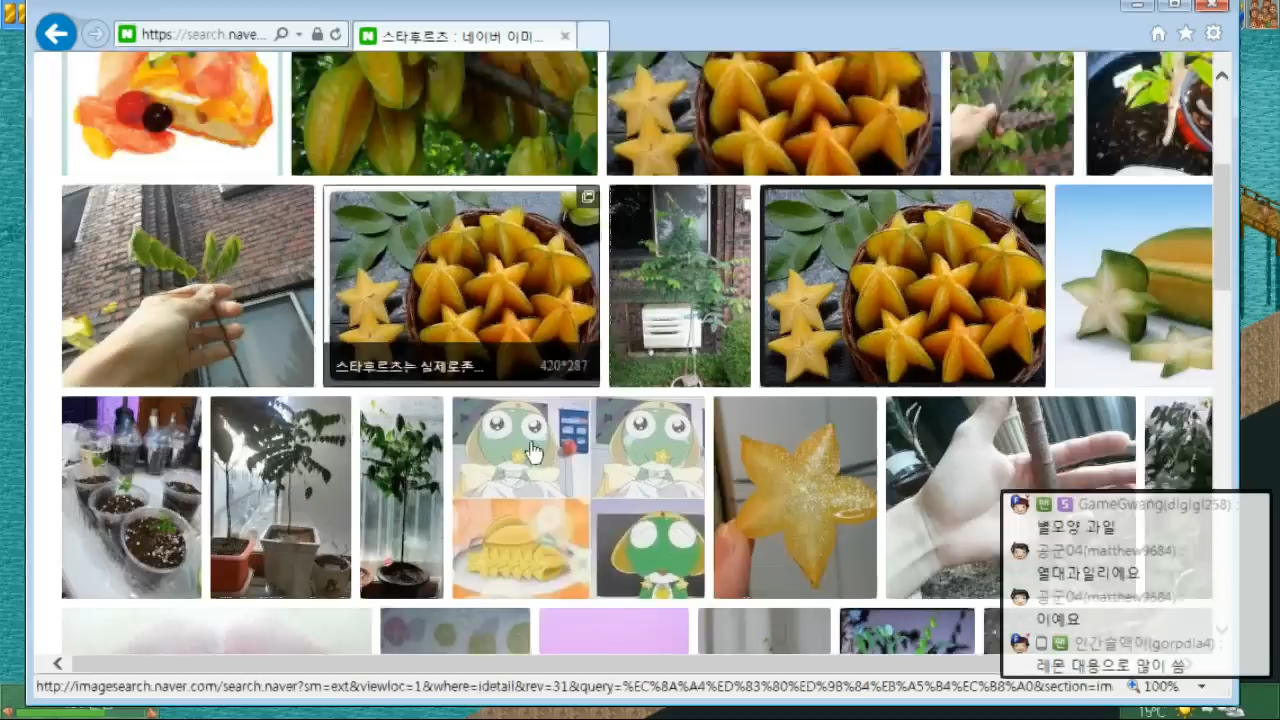 https://search.nave...
스타후르츠 : 네이버 이미...
스타후르츠는 실제로존...
420*287
GameGwang(dlglgl258) :
별모양 과일
공군04(matthew9684) :
열대과일리에요
공군04(matthew9684) :
이예요
인간술맥이(gorpdla4) :
레몬 대용으로 많이 씀
http://imagesearch.naver.com/search.naver?sm=ext&viewloc=1&where=idetail&rev=31&query=%EC%8A%A4%ED%83%80%ED%9B%84%EB%A5%B4%EC%B8%A0&section=im
100%